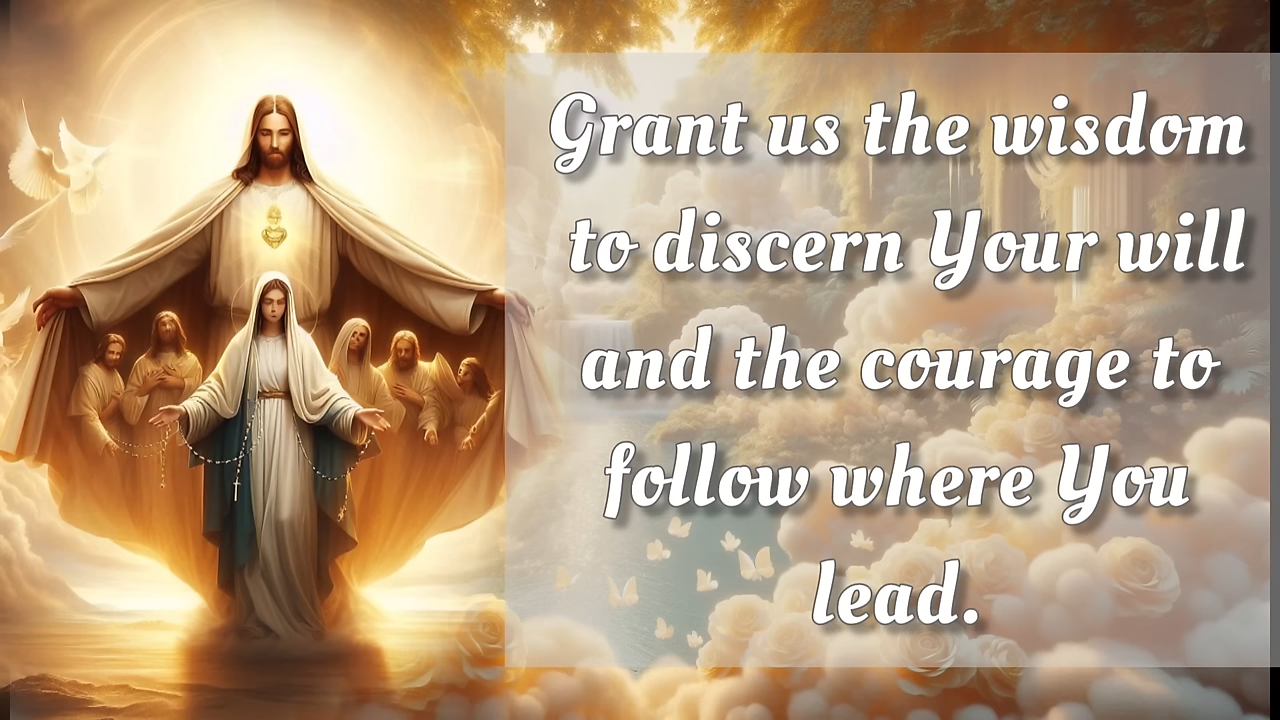 Grant us the wisdom
to discern Your will
and the courage to
follow where You
lead.